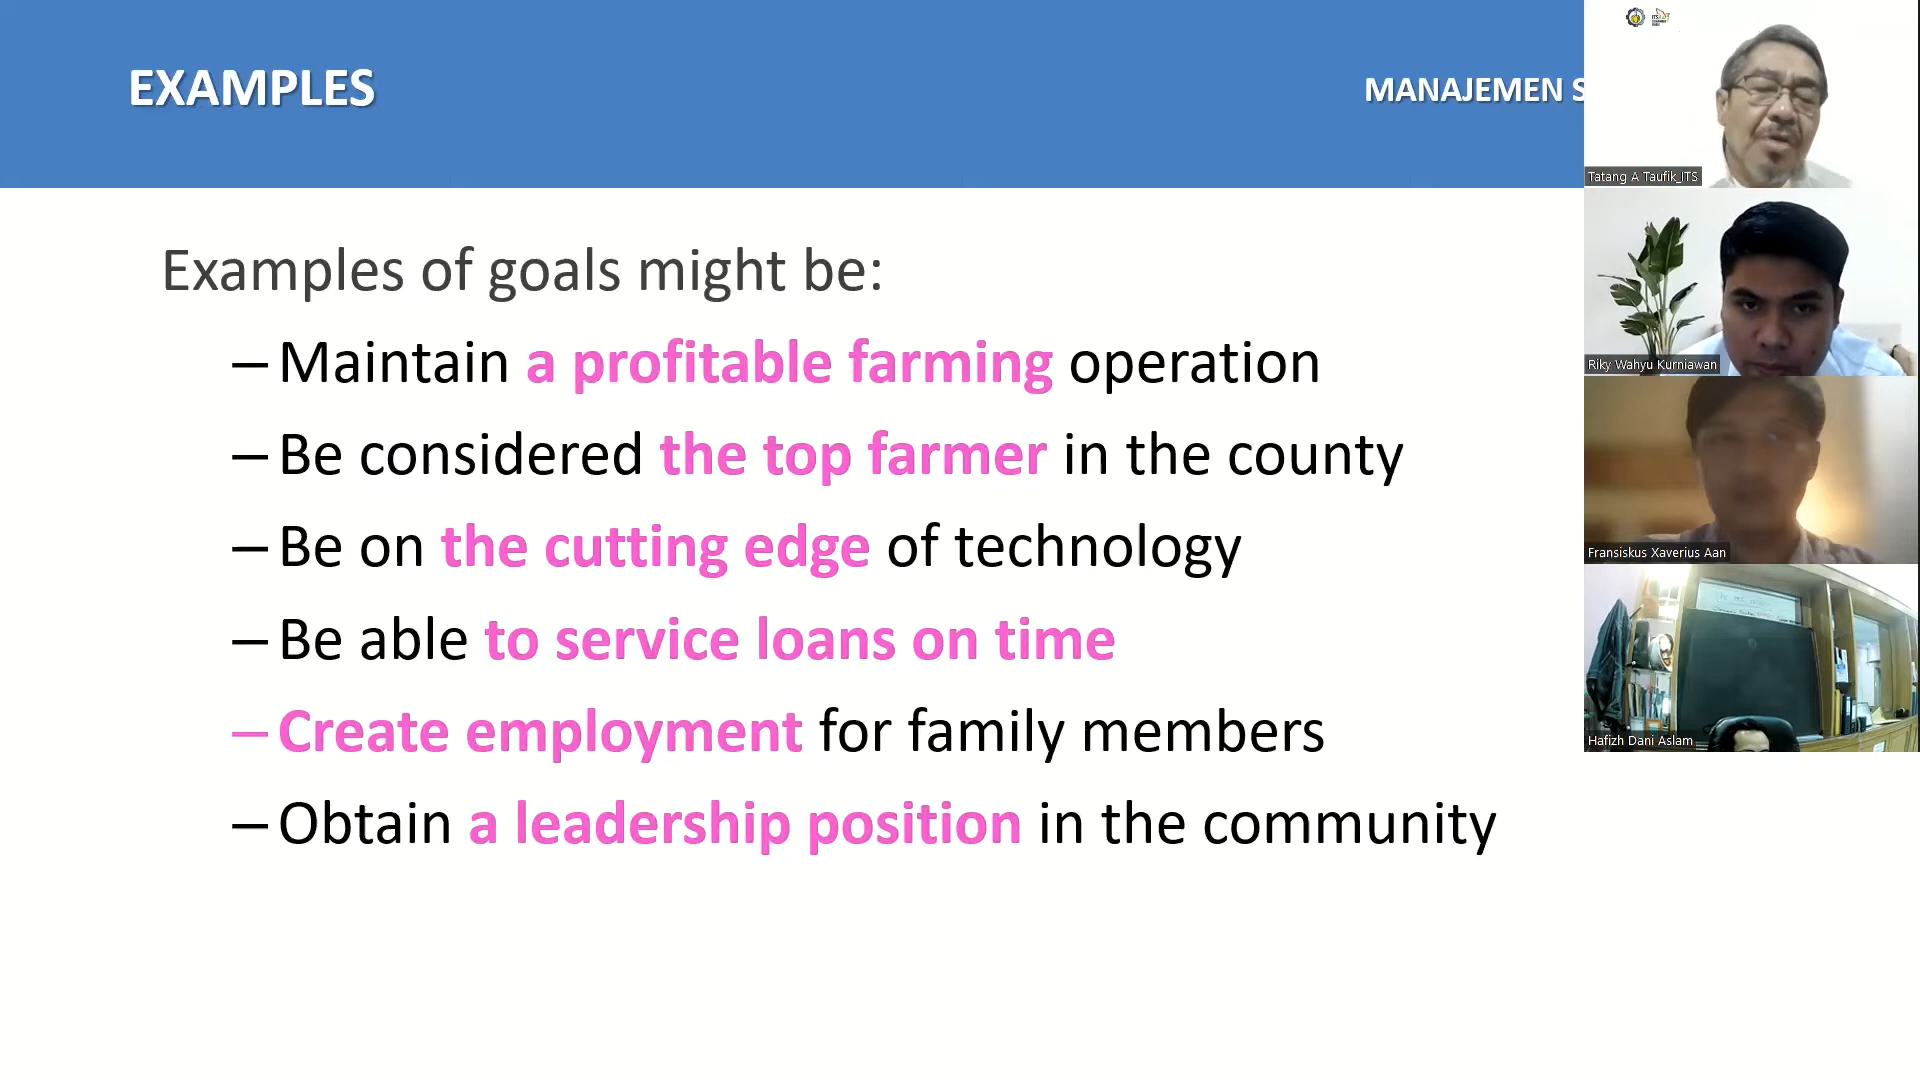 EXAMPLES
MANAJEMEN S
Examples of goals might be:
– Maintain a profitable farming operation
– Be considered the top farmer in the county
– Be on the cutting edge of technology
– Be able to service loans on time
– Create employment for family members
– Obtain a leadership position in the community
Tatang A Taufik_ITS
Riky Wahyu Kurniawan
Fransiskus Xaverius Aan
Hafizh Dani Aslam